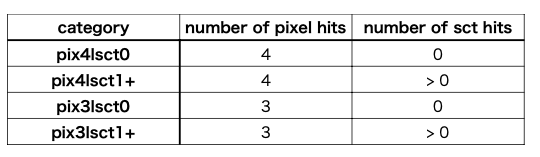 category number of pixel hits number of sct hits
pix4lsct0 4 0
pix4lsct1+ 4 > 0
pix3lsct0 3 0
pix3lsct1+ 3 > 0